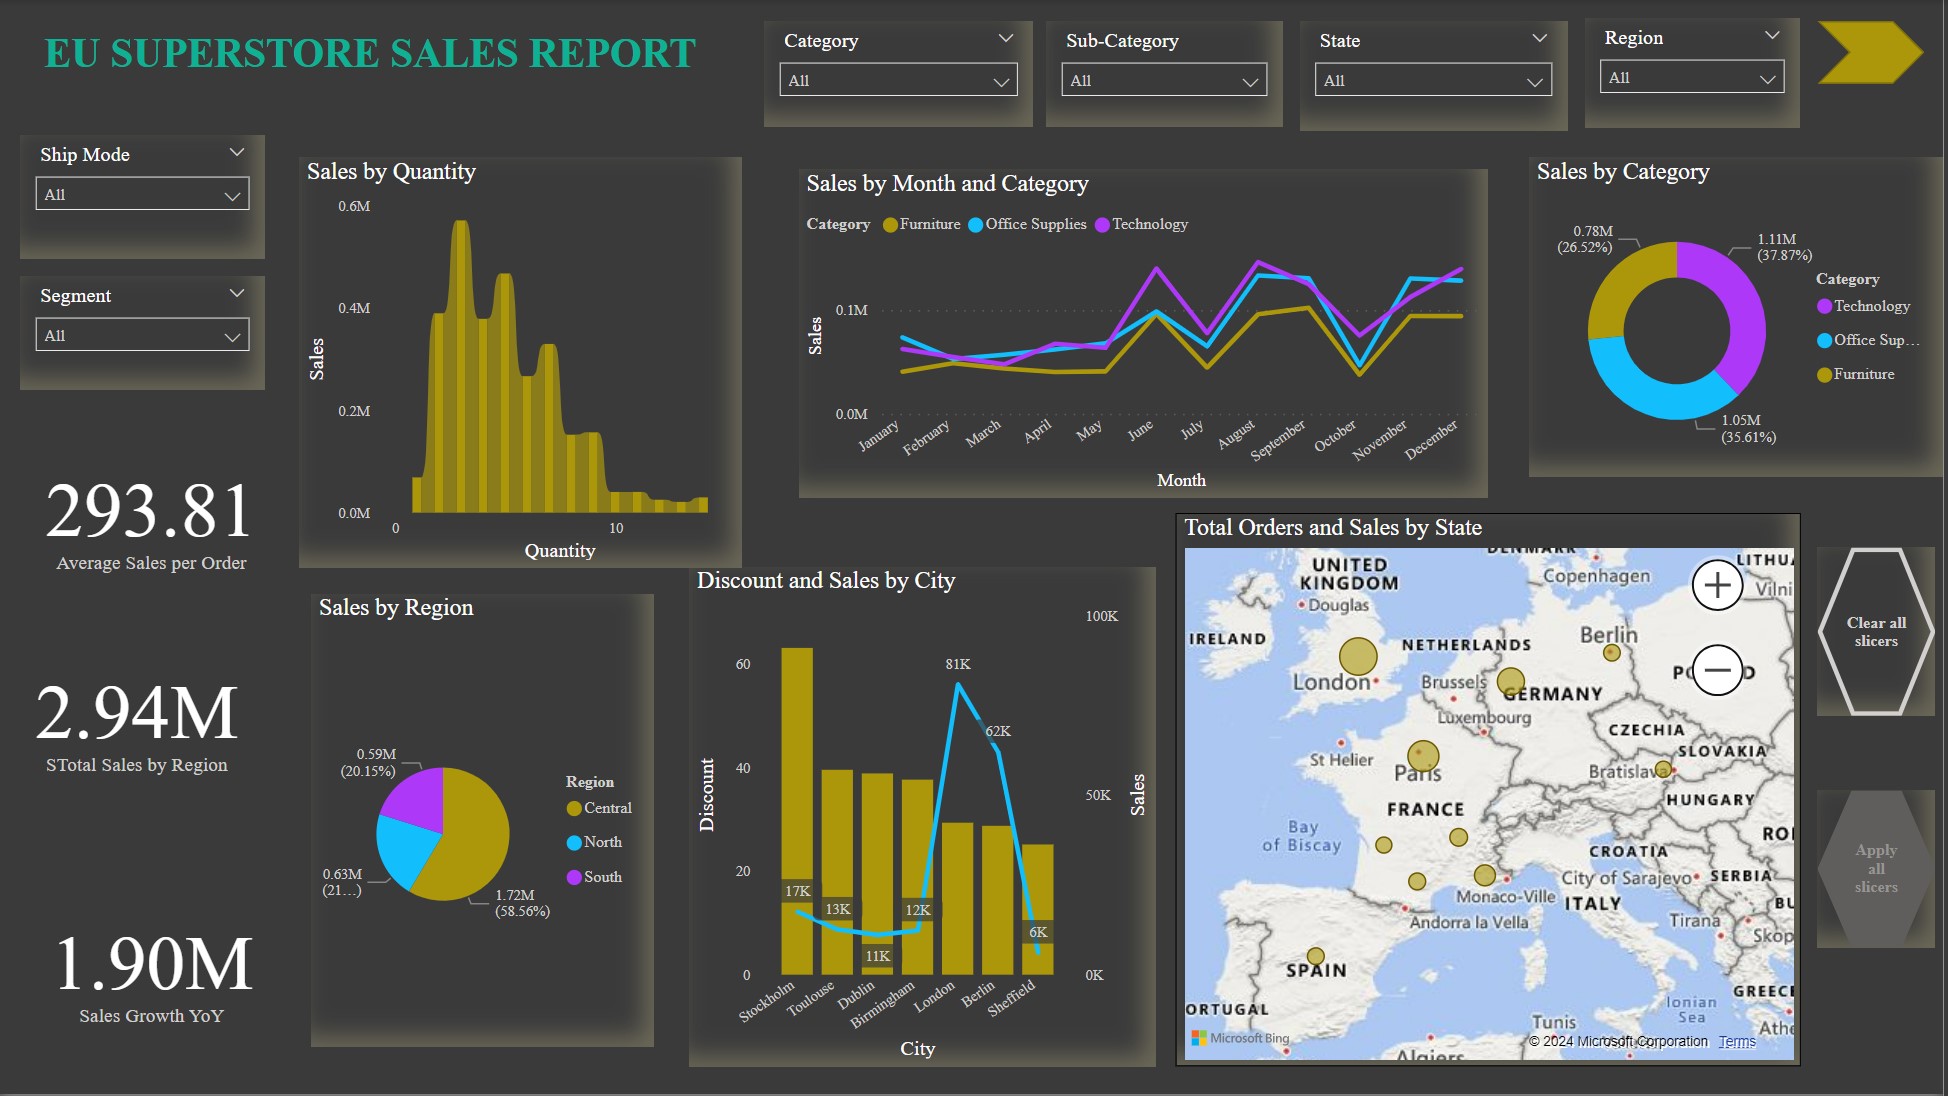 EU SUPERSTORE SALES REPORT
Category
All
Sub-Category
All
State
All
Region
All
Ship Mode
All
Segment
All
293.81
Average Sales per Order
2.94M
STotal Sales by Region
1.90M
Sales Growth YoY
Sales by Quantity
0.6M
0.4M
0.2M
0.0M
Sales
0
10
Quantity
Sales by Month and Category
Category Furniture Office Supplies Technology
0.1M
0.0M
Sales
January
February
March
April
May
June
July
August
September
October
November
December
Month
Sales by Category
0.78M
(26.52%)
1.11M
(37.87%)
1.05M
(35.61%)
Category
Technology
Office Sup...
Furniture
Sales by Region
0.59M
(20.15%)
0.63M
(21...)
1.72M
(58.56%)
Region
Central
North
South
Discount and Sales by City
60
40
20
0
Discount
100K
50K
0K
Sales
17K
13K
11K
12K
81K
62K
6K
Stockholm
Toulouse
Dublin
Birmingham
London
Berlin
Sheffield
City
Total Orders and Sales by State
DENMARK
UNITED
KINGDOM
Copenhagen
LITHUA
Vilni
Douglas
IRELAND
NETHERLANDS
Berlin
London
Brussels
GERMANY
Luxembourg
CZECHIA
SLOVAKIA
St Helier
Paris
Bratislava
HUNGARY
FRANCE
Bay
of Biscay
RO
CROATIA
City of Sarajevo
SERBIA
Monaco-Ville
ITALY
BU
Andorra la Vella
Tirana
Skop
SPAIN
GREECE
Ionian
Sea
ORTUGAL
Tunis
Athe
Algiers
Microsoft Bing
© 2024 Microsoft Corporation Terms
Clear all
slicers
Apply
all
slicers